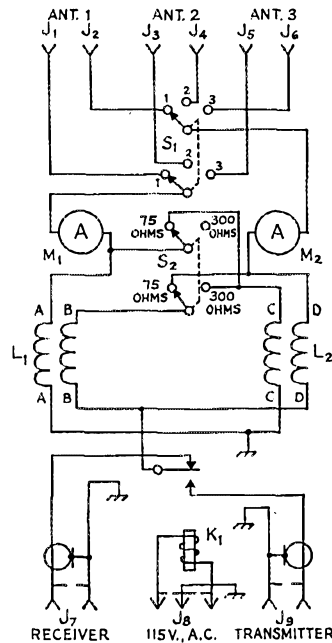 ANT. 1 ANT. 2 ANT. 3
J1 J2 J3 J4 J5 J6
2
1 3
S1
2
1 3
A A
M1 M2
75 OHMS 300 OHMS
S2
75 OHMS 300 OHMS
A B C D
L1 L2
A B C D
K1
J7 J8 J9
RECEIVER 115V., A.C. TRANSMITTER